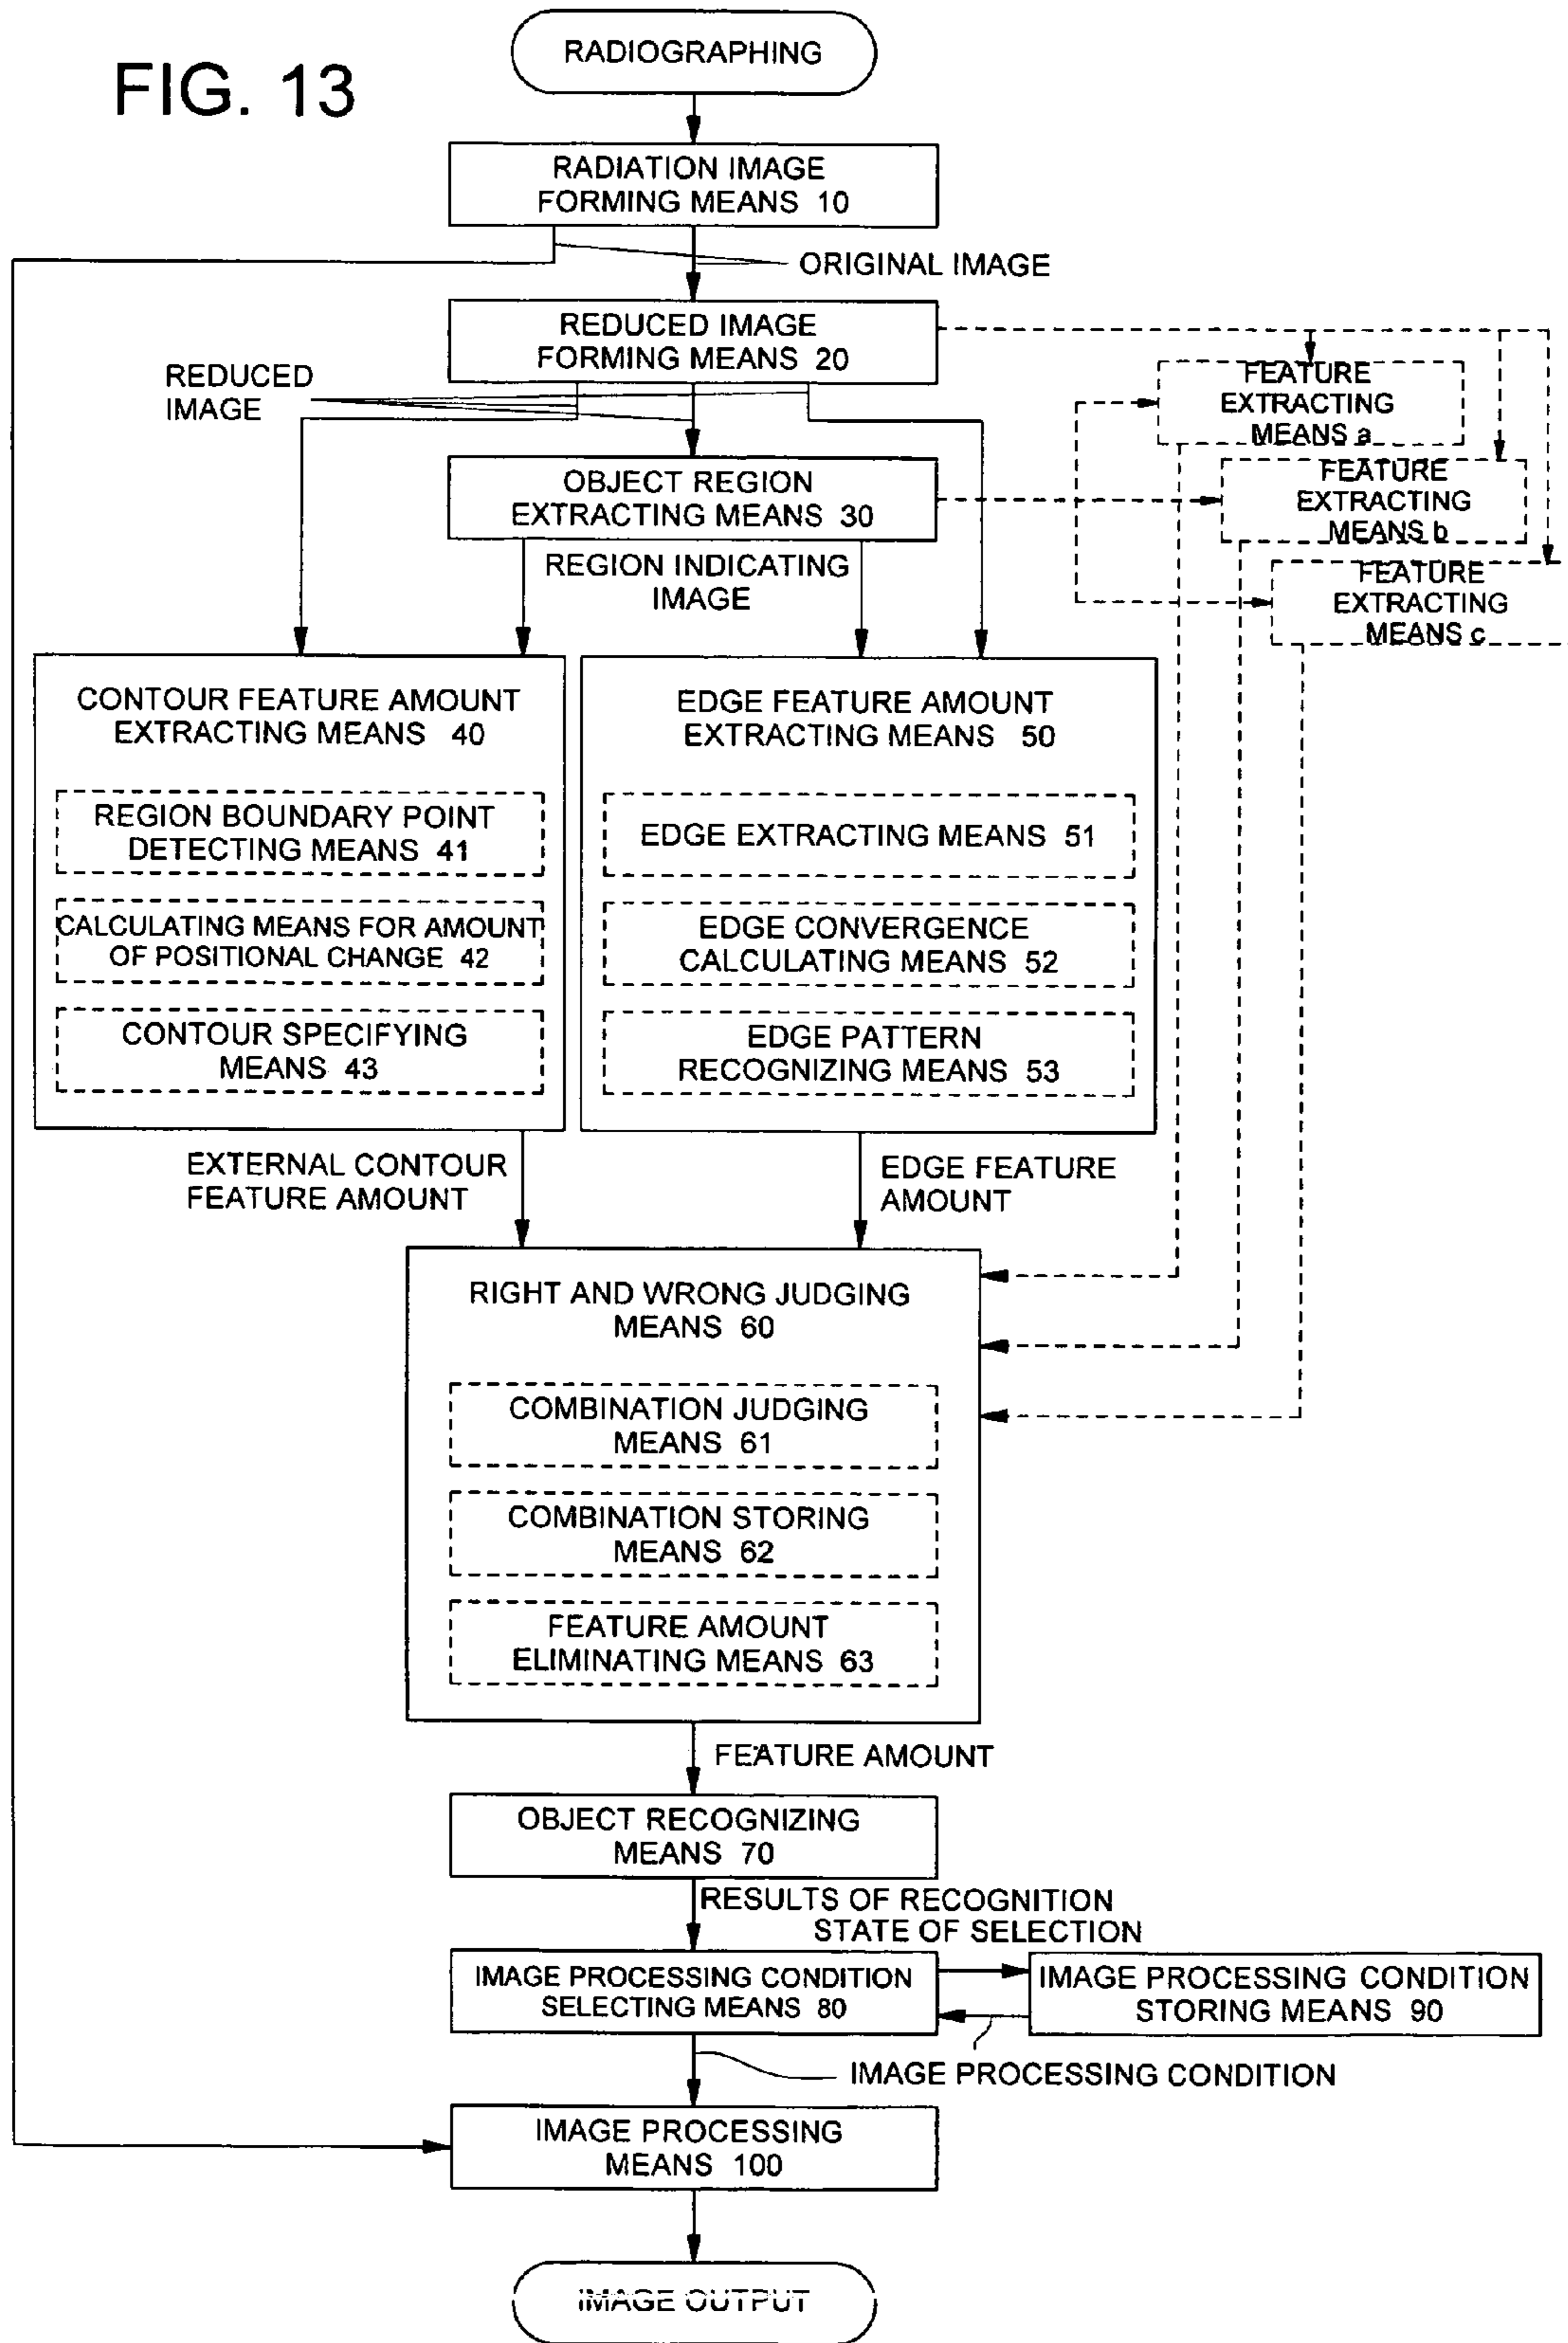 FIG. 13
RADIOGRAPHING
RADIATION IMAGE
FORMING MEANS 10
ORIGINAL IMAGE
REDUCED IMAGE
FORMING MEANS 20
REDUCED
IMAGE
FEATURE
EXTRACTING
MEANS a
OBJECT REGION
EXTRACTING MEANS 30
FEATURE
EXTRACTING
MEANS b
REGION INDICATING
IMAGE
FEATURE
EXTRACTING
MEANS c
CONTOUR FEATURE AMOUNT
EXTRACTING MEANS 40
REGION BOUNDARY POINT
DETECTING MEANS 41
CALCULATING MEANS FOR AMOUNT
OF POSITIONAL CHANGE 42
CONTOUR SPECIFYING
MEANS 43
EDGE FEATURE AMOUNT
EXTRACTING MEANS 50
EDGE EXTRACTING MEANS 51
EDGE CONVERGENCE
CALCULATING MEANS 52
EDGE PATTERN
RECOGNIZING MEANS 53
EXTERNAL CONTOUR
FEATURE AMOUNT
EDGE FEATURE
AMOUNT
RIGHT AND WRONG JUDGING
MEANS 60
COMBINATION JUDGING
MEANS 61
COMBINATION STORING
MEANS 62
FEATURE AMOUNT
ELIMINATING MEANS 63
FEATURE AMOUNT
OBJECT RECOGNIZING
MEANS 70
RESULTS OF RECOGNITION
STATE OF SELECTION
IMAGE PROCESSING CONDITION
SELECTING MEANS 80
IMAGE PROCESSING CONDITION
STORING MEANS 90
IMAGE PROCESSING CONDITION
IMAGE PROCESSING
MEANS 100
IMAGE OUTPUT